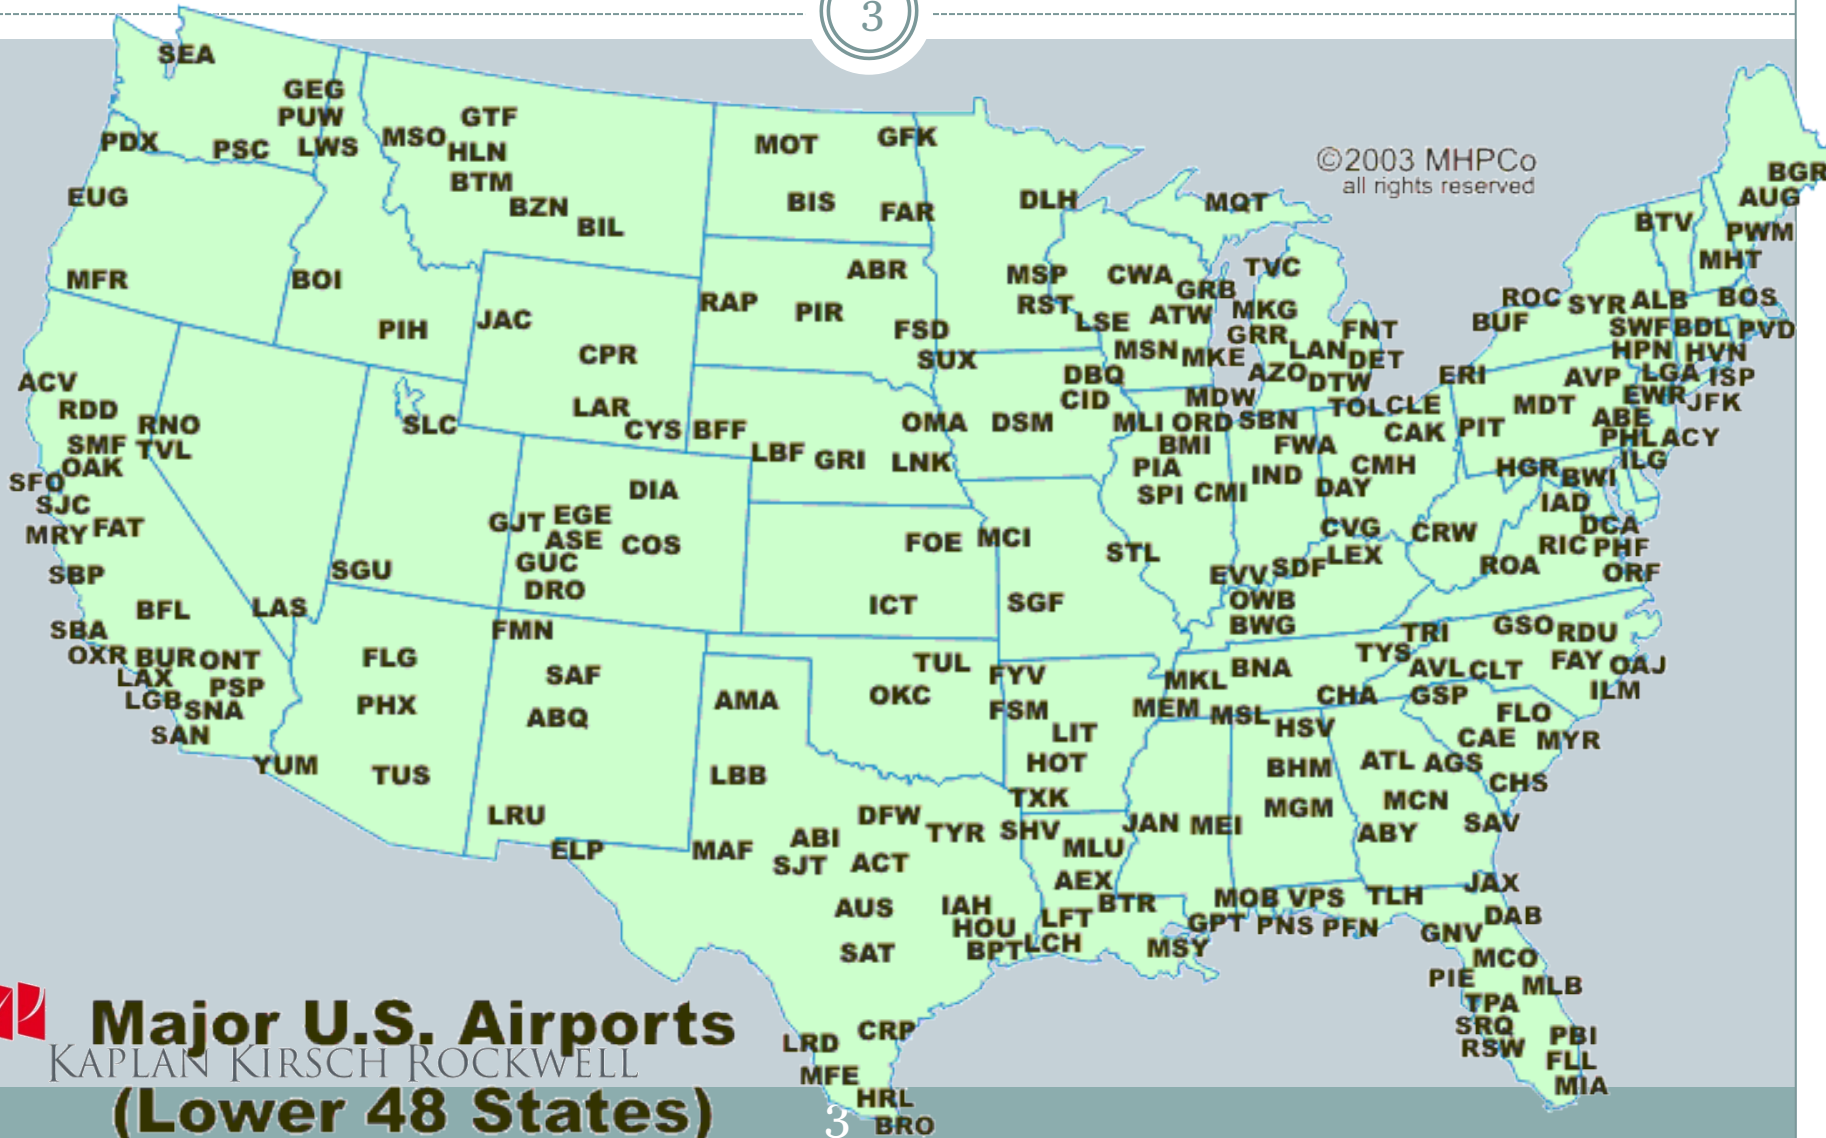 3
SEA
GEG
PUW
GTF
PDX
PSC
LWS
MSO
HLN
MOT
GFK
©2003 MHPCo
all rights reserved
BTM
EUG
BZN
BIL
BIS
FAR
DLH
MQT
BGR
AUG
BTV
PWM
MHT
MFR
BOI
ABR
MSP
CWA
TVC
GRB
RAP
PIR
RST
ATW
MKG
ROC
SYR
ALB
BOS
JAC
PIH
FSD
LSE
GRR
FNT
BUF
SWF
BDL
PVD
CPR
SUX
MSN
MKE
LAN
DET
HPN
HVN
ACV
DBQ
AZO
DTW
ERI
AVP
LGA
ISP
RDD
LAR
CID
MDW
TOL
CLE
MDT
EWR
JFK
RNO
SLC
CYS
BFF
OMA
DSM
MLI
ORD
SBN
CAK
PIT
ABE
SMF
TVL
LBF
GRI
LNK
BMI
FWA
PHL
ACY
OAK
PIA
IND
CMH
HGR
BWI
ILG
SFO
DIA
SPI
CMI
DAY
IAD
SJC
GJT
EGE
MRY
FAT
ASE
COS
FOE
MCI
STL
CVG
CRW
DCA
GUC
LEX
RIC
PHF
SBP
SGU
DRO
EVV
SDF
ROA
ORF
BFL
LAS
ICT
SGF
OWB
SBA
FMN
BWG
TRI
GSO
RDU
OXR
BUR
ONT
FLG
TUL
FYV
BNA
TYS
AVL
CLT
FAY
OAJ
LAX
PSP
SAF
MKL
LGB
SNA
PHX
AMA
OKC
FSM
MEM
MSL
CHA
GSP
ILM
SAN
ABQ
LIT
HSV
FLO
YUM
TUS
LBB
HOT
BHM
ATL
AGS
CAE
MYR
TXK
MGM
MCN
CHS
LRU
DFW
TYR
SHV
JAN
MEI
ABY
SAV
ELP
MAF
ABI
MLU
SJT
ACT
AEX
JAX
AUS
IAH
BTR
MOB
VPS
TLH
HOU
LFT
GPT
PNS
PFN
GNV
DAB
SAT
BPT
LCH
MSY
MCO
PIE
MLB
TPA
LRD
CRP
SRQ
PBI
RSW
FLL
MFE
MIA
HRL
BRO
Major U.S. Airports
KAPLAN KIRSCH ROCKWELL
(Lower 48 States)
3